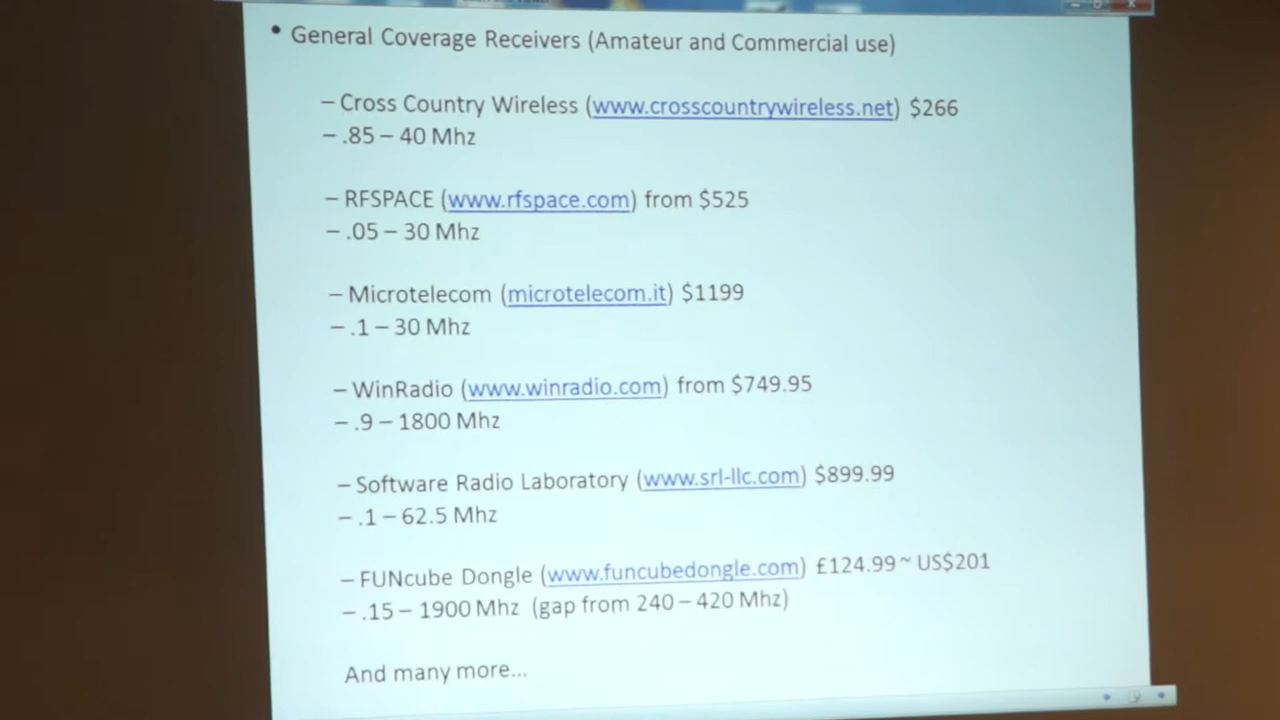 • General Coverage Receivers (Amateur and Commercial use)
– Cross Country Wireless (www.crosscountrywireless.net) $266
– .85 – 40 Mhz
– RFSPACE (www.rfspace.com) from $525
– .05 – 30 Mhz
– Microtelecom (microtelecom.it) $1199
– .1 – 30 Mhz
– WinRadio (www.winradio.com) from $749.95
– .9 – 1800 Mhz
– Software Radio Laboratory (www.srl-llc.com) $899.99
– .1 – 62.5 Mhz
– FUNcube Dongle (www.funcubedongle.com) £124.99 ~ US$201
– .15 – 1900 Mhz (gap from 240 – 420 Mhz)
And many more...